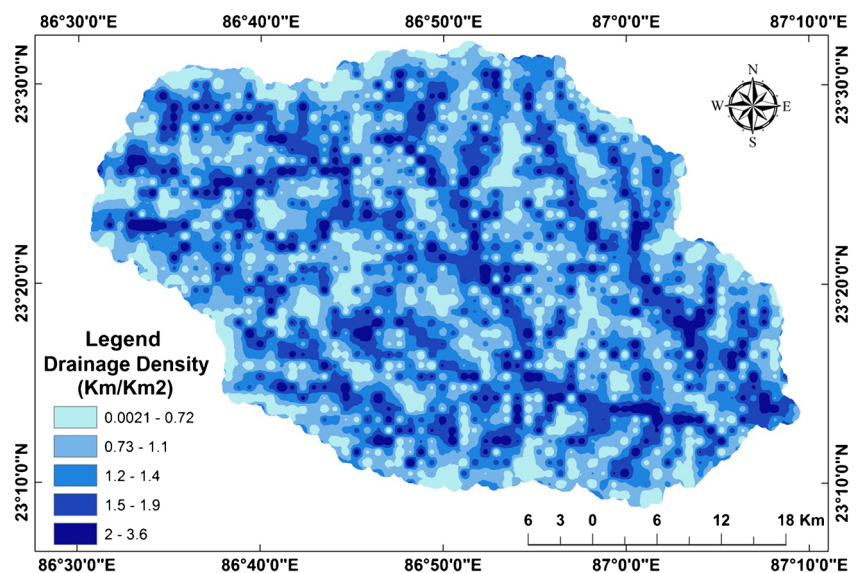 86°30'0"E 86°40'0"E 86°50'0"E 87°0'0"E 87°10'0"E
23°30'0"N 23°30'0"N
N
W E
S
23°20'0"N 23°20'0"N
Legend
Drainage Density
(Km/Km2)
0.0021 - 0.72
0.73 - 1.1
1.2 - 1.4
1.5 - 1.9
2 - 3.6
23°10'0"N 23°10'0"N
6 3 0 6 12 18 Km
86°30'0"E 86°40'0"E 86°50'0"E 87°0'0"E 87°10'0"E